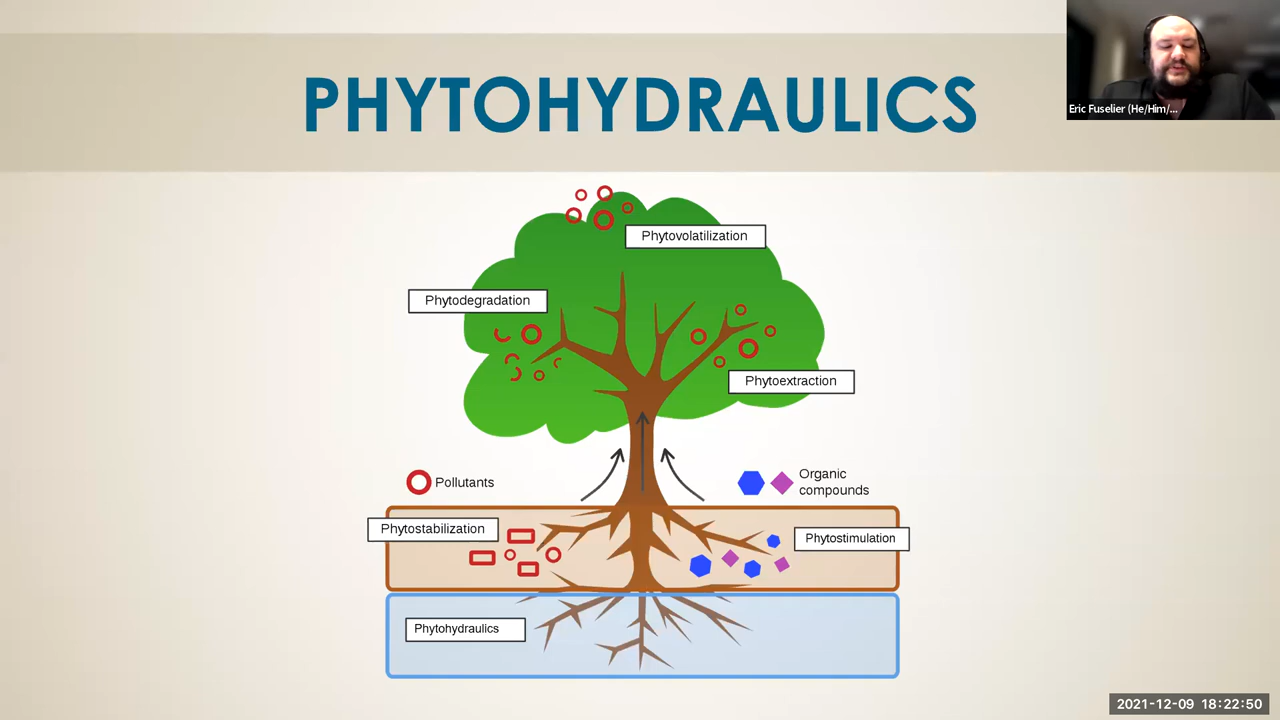 PHYTOHYDRAULICS
Eric Fuselier (He/Him/...
Phytovolatilization
Phytodegradation
Phytoextraction
Pollutants
Organic
compounds
Phytostabilization
Phytostimulation
Phytohydraulics
2021-12-09 18:22:50